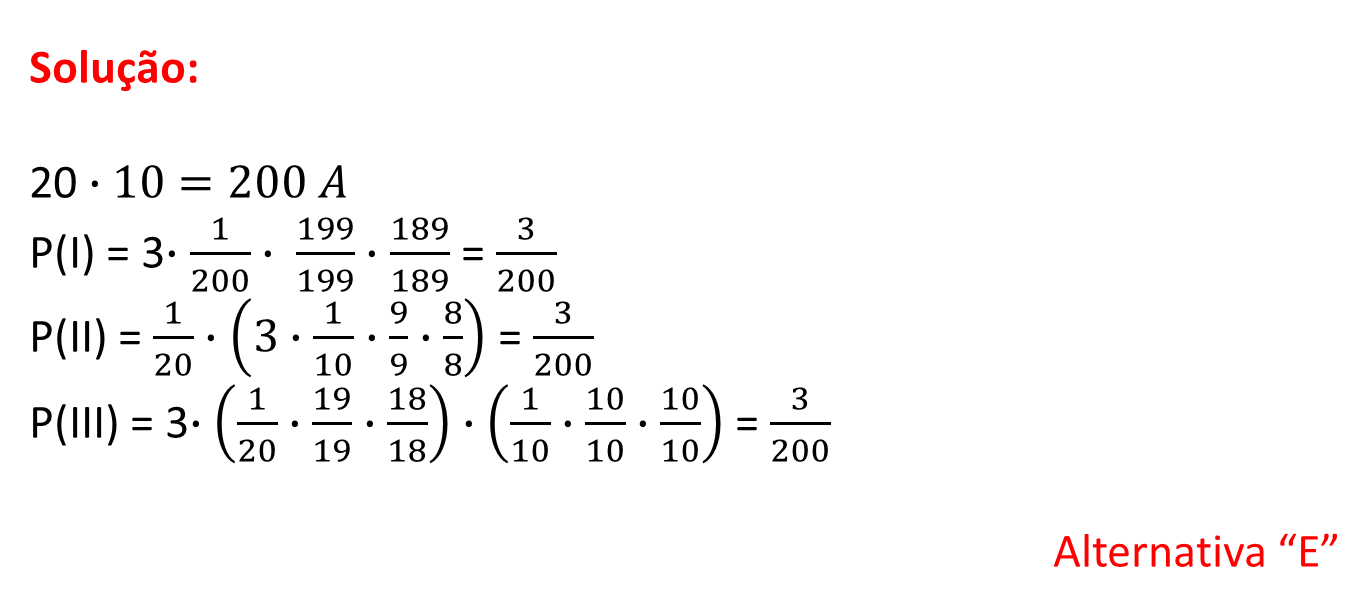 Solução:
20 · 10 = 200 A
P(I) = 3· 1/200 · 199/199 · 189/189 = 3/200
P(II) = 1/20 · (3 · 1/10 · 9/9 · 8/8) = 3/200
P(III) = 3· (1/20 · 19/19 · 18/18) · (1/10 · 10/10 · 10/10) = 3/200
Alternativa “E”